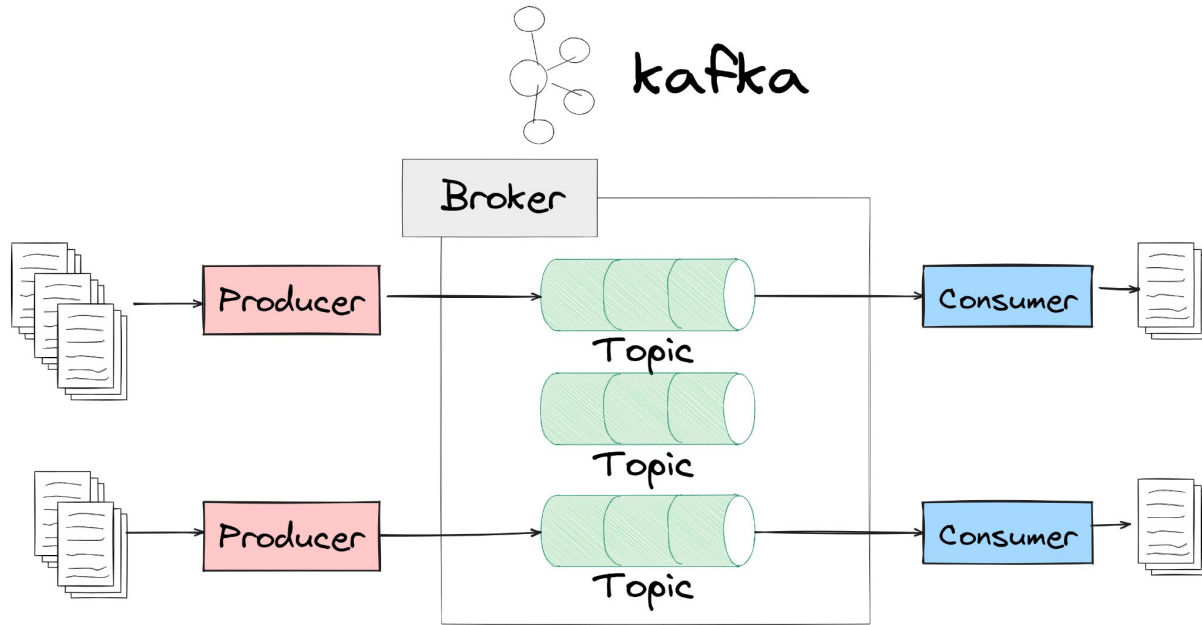 kafka
Broker
Producer
Consumer
Topic
Topic
Producer
Consumer
Topic